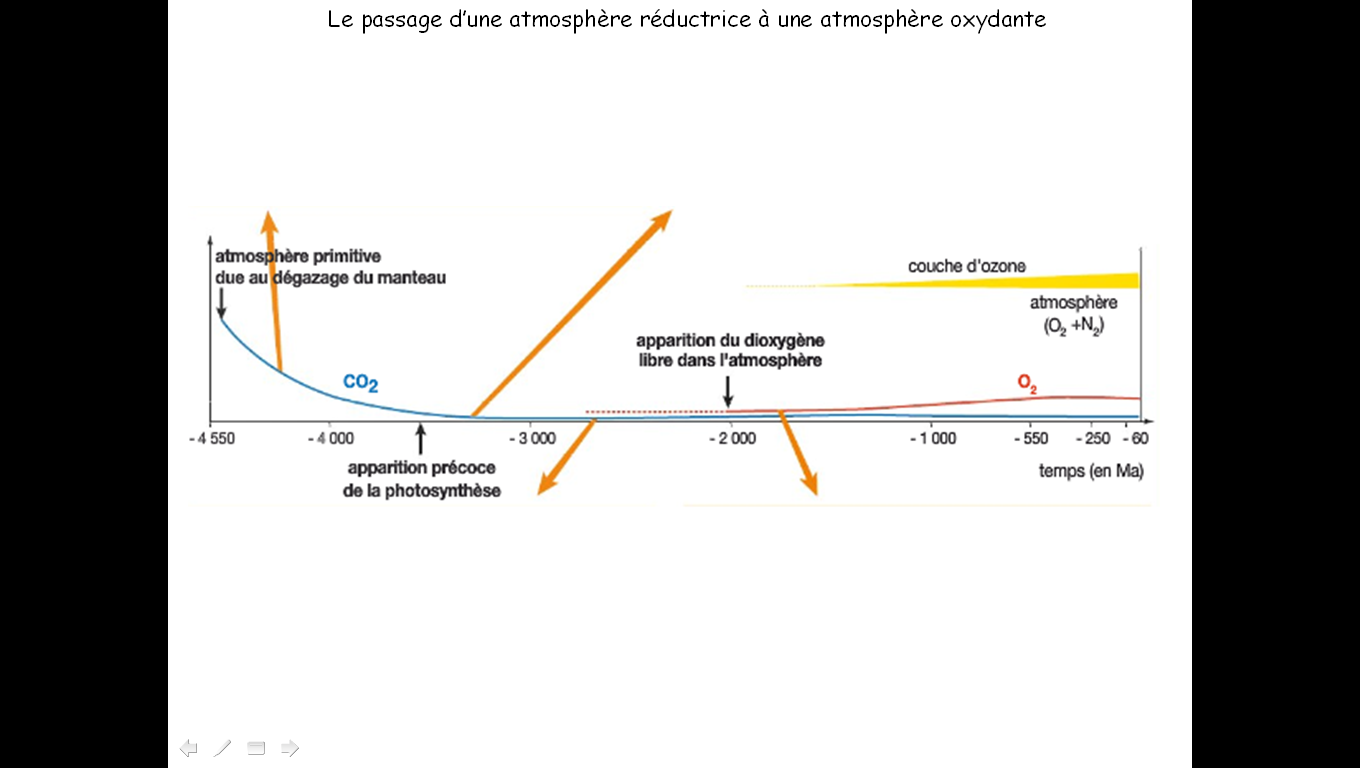 Le passage d'une atmosphère réductrice à une atmosphère oxydante
atmosphère primitive
due au dégazage du manteau
couche d'ozone
atmosphère
(O₂ +N₂)
apparition du dioxygène
libre dans l'atmosphère
CO₂
O₂
- 4 550 - 4 000 - 3 000 - 2 000 - 1 000 - 550 - 250 - 60
apparition précoce
de la photosynthèse
temps (en Ma)